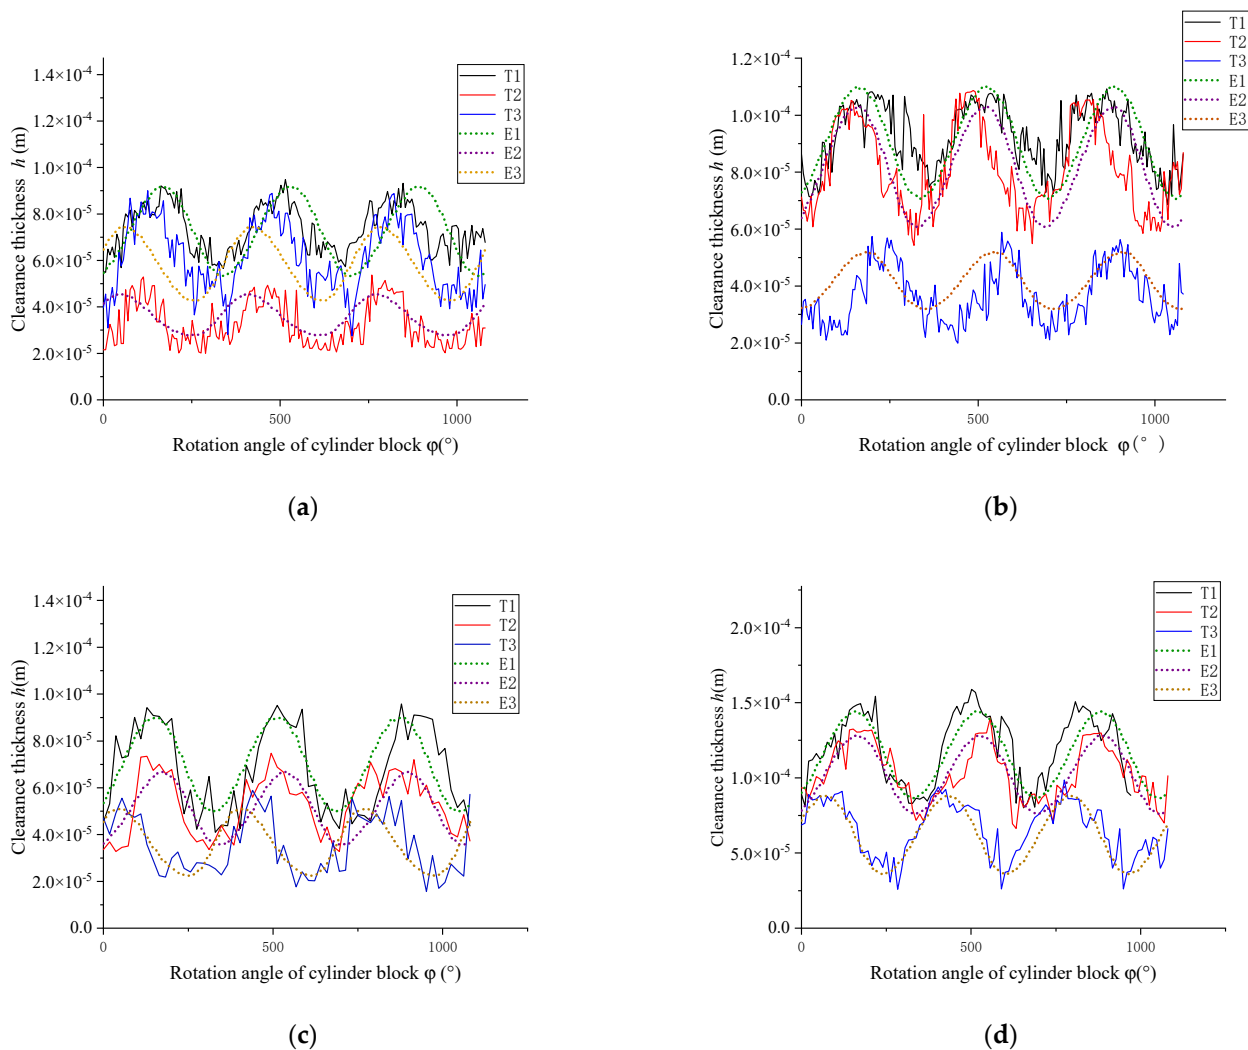 1.4×10⁻⁴
1.2×10⁻⁴
1.0×10⁻⁴
8.0×10⁻⁵
6.0×10⁻⁵
4.0×10⁻⁵
2.0×10⁻⁵
0.0
Clearance thickness h (m)
0 500 1000
Rotation angle of cylinder block φ(°)
T1
T2
T3
E1
E2
E3
(a)
1.2×10⁻⁴
1.0×10⁻⁴
8.0×10⁻⁵
6.0×10⁻⁵
4.0×10⁻⁵
2.0×10⁻⁵
0.0
Clearance thickness h (m)
0 500 1000
Rotation angle of cylinder block φ(°)
T1
T2
T3
E1
E2
E3
(b)
1.4×10⁻⁴
1.2×10⁻⁴
1.0×10⁻⁴
8.0×10⁻⁵
6.0×10⁻⁵
4.0×10⁻⁵
2.0×10⁻⁵
0.0
Clearance thickness h(m)
0 500 1000
Rotation angle of cylinder block φ (°)
T1
T2
T3
E1
E2
E3
(c)
2.0×10⁻⁴
1.5×10⁻⁴
1.0×10⁻⁴
5.0×10⁻⁵
0.0
Clearance thickness h(m)
0 500 1000
Rotation angle of cylinder block φ(°)
T1
T2
T3
E1
E2
E3
(d)